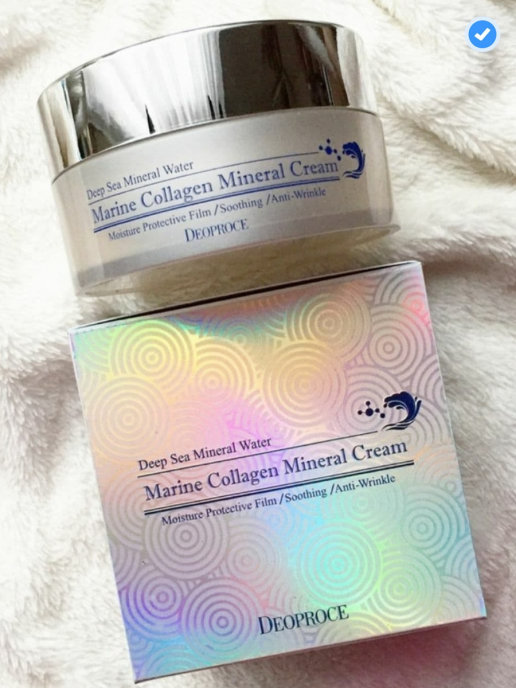 Deep Sea Mineral Water
Marine Collagen Mineral Cream
Moisture Protective Film /Soothing /Anti-Wrinkle
DEOPROCE
Deep Sea Mineral Water
Marine Collagen Mineral Cream
Moisture Protective Film /Soothing /Anti-Wrinkle
DEOPROCE